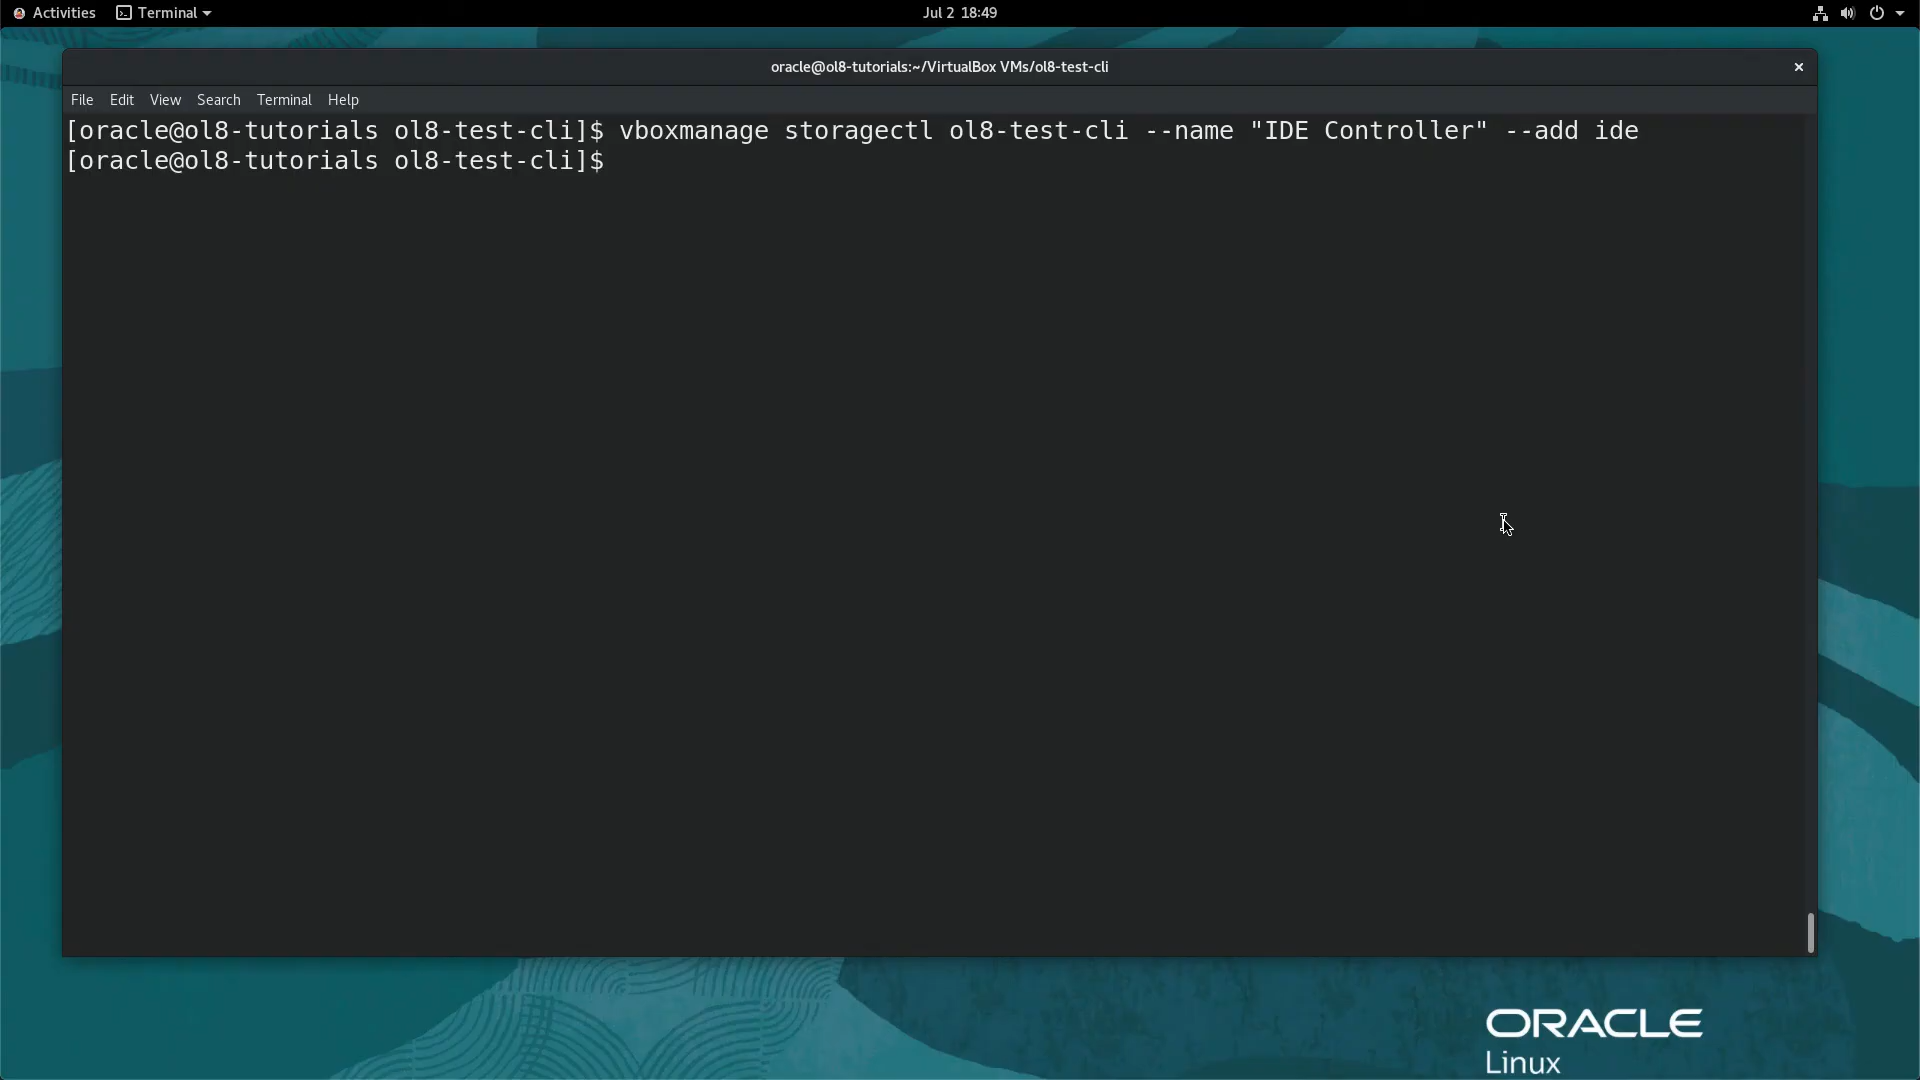 Activities Terminal Jul 2 18:49
oracle@ol8-tutorials:~/VirtualBox VMs/ol8-test-cli
File Edit View Search Terminal Help
[oracle@ol8-tutorials ol8-test-cli]$ vboxmanage storagectl ol8-test-cli --name "IDE Controller" --add ide
[oracle@ol8-tutorials ol8-test-cli]$
ORACLE
Linux